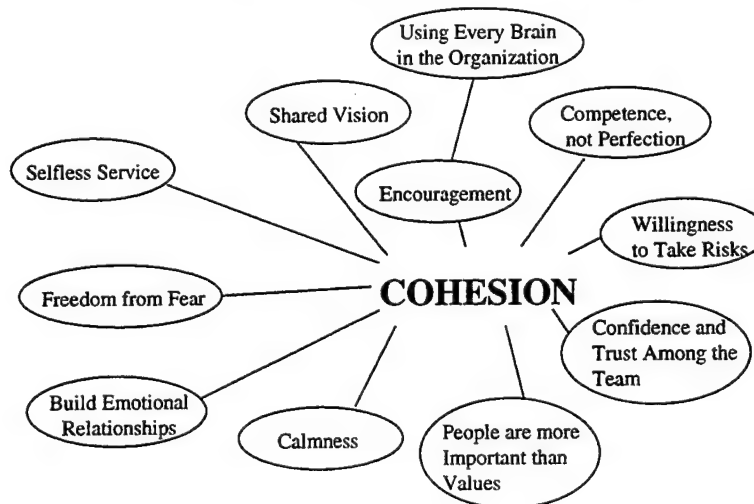 Using Every Brain
in the Organization
Shared Vision
Competence,
not Perfection
Selfless Service
Encouragement
Willingness
to Take Risks
Freedom from Fear
COHESION
Confidence and
Trust Among the
Team
Build Emotional
Relationships
Calmness
People are more
Important than
Values